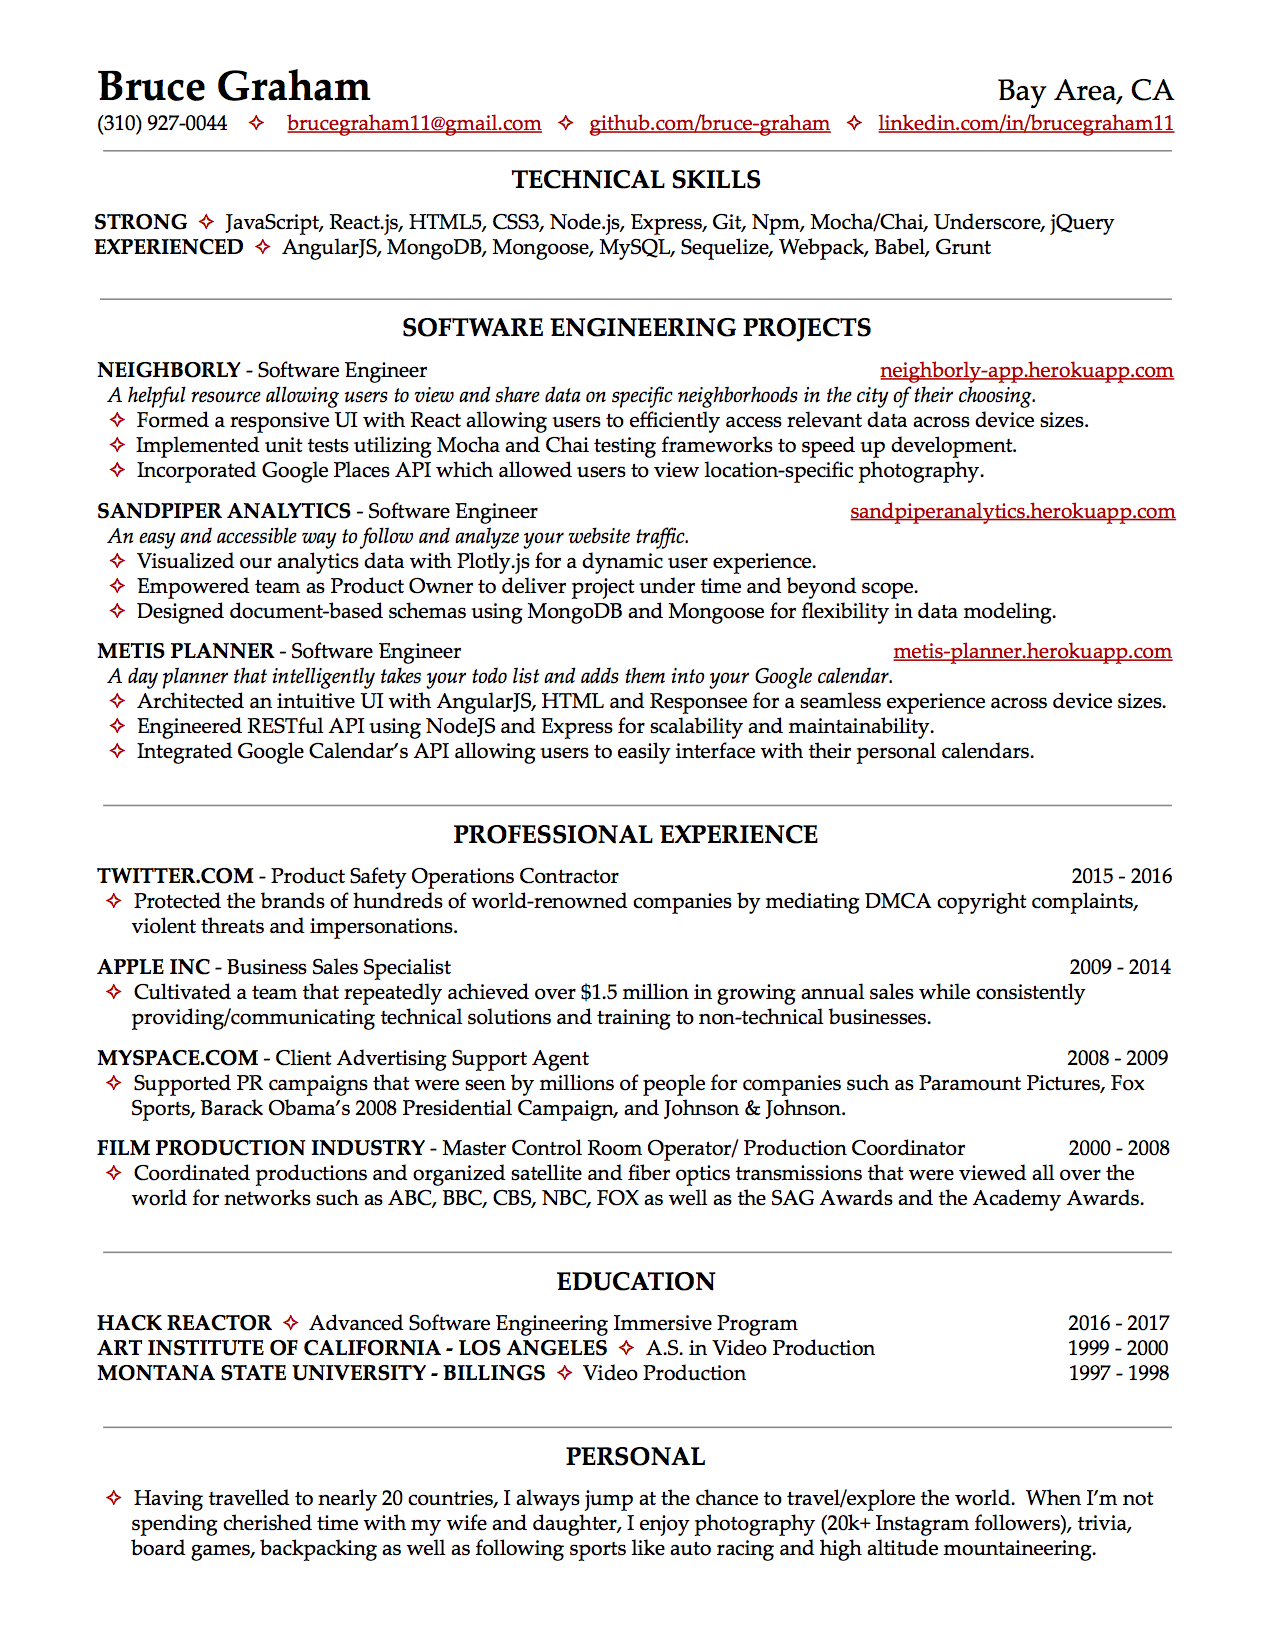 Bruce Graham Bay Area, CA
(310) 927-0044 ✧ brucegraham11@gmail.com ✧ github.com/bruce-graham ✧ linkedin.com/in/brucegraham11
TECHNICAL SKILLS
STRONG ✧ JavaScript, React.js, HTML5, CSS3, Node.js, Express, Git, Npm, Mocha/Chai, Underscore, jQuery
EXPERIENCED ✧ AngularJS, MongoDB, Mongoose, MySQL, Sequelize, Webpack, Babel, Grunt
SOFTWARE ENGINEERING PROJECTS
NEIGHBORLY - Software Engineer neighborly-app.herokuapp.com
A helpful resource allowing users to view and share data on specific neighborhoods in the city of their choosing.
✧ Formed a responsive UI with React allowing users to efficiently access relevant data across device sizes.
✧ Implemented unit tests utilizing Mocha and Chai testing frameworks to speed up development.
✧ Incorporated Google Places API which allowed users to view location-specific photography.
SANDPIPER ANALYTICS - Software Engineer sandpiperanalytics.herokuapp.com
An easy and accessible way to follow and analyze your website traffic.
✧ Visualized our analytics data with Plotly.js for a dynamic user experience.
✧ Empowered team as Product Owner to deliver project under time and beyond scope.
✧ Designed document-based schemas using MongoDB and Mongoose for flexibility in data modeling.
METIS PLANNER - Software Engineer metis-planner.herokuapp.com
A day planner that intelligently takes your todo list and adds them into your Google calendar.
✧ Architected an intuitive UI with AngularJS, HTML and Responsee for a seamless experience across device sizes.
✧ Engineered RESTful API using NodeJS and Express for scalability and maintainability.
✧ Integrated Google Calendar’s API allowing users to easily interface with their personal calendars.
PROFESSIONAL EXPERIENCE
TWITTER.COM - Product Safety Operations Contractor 2015 - 2016
✧ Protected the brands of hundreds of world-renowned companies by mediating DMCA copyright complaints,
violent threats and impersonations.
APPLE INC - Business Sales Specialist 2009 - 2014
✧ Cultivated a team that repeatedly achieved over $1.5 million in growing annual sales while consistently
providing/communicating technical solutions and training to non-technical businesses.
MYSPACE.COM - Client Advertising Support Agent 2008 - 2009
✧ Supported PR campaigns that were seen by millions of people for companies such as Paramount Pictures, Fox
Sports, Barack Obama’s 2008 Presidential Campaign, and Johnson & Johnson.
FILM PRODUCTION INDUSTRY - Master Control Room Operator/ Production Coordinator 2000 - 2008
✧ Coordinated productions and organized satellite and fiber optics transmissions that were viewed all over the
world for networks such as ABC, BBC, CBS, NBC, FOX as well as the SAG Awards and the Academy Awards.
EDUCATION
HACK REACTOR ✧ Advanced Software Engineering Immersive Program 2016 - 2017
ART INSTITUTE OF CALIFORNIA - LOS ANGELES ✧ A.S. in Video Production 1999 - 2000
MONTANA STATE UNIVERSITY - BILLINGS ✧ Video Production 1997 - 1998
PERSONAL
✧ Having travelled to nearly 20 countries, I always jump at the chance to travel/explore the world. When I’m not
spending cherished time with my wife and daughter, I enjoy photography (20k+ Instagram followers), trivia,
board games, backpacking as well as following sports like auto racing and high altitude mountaineering.